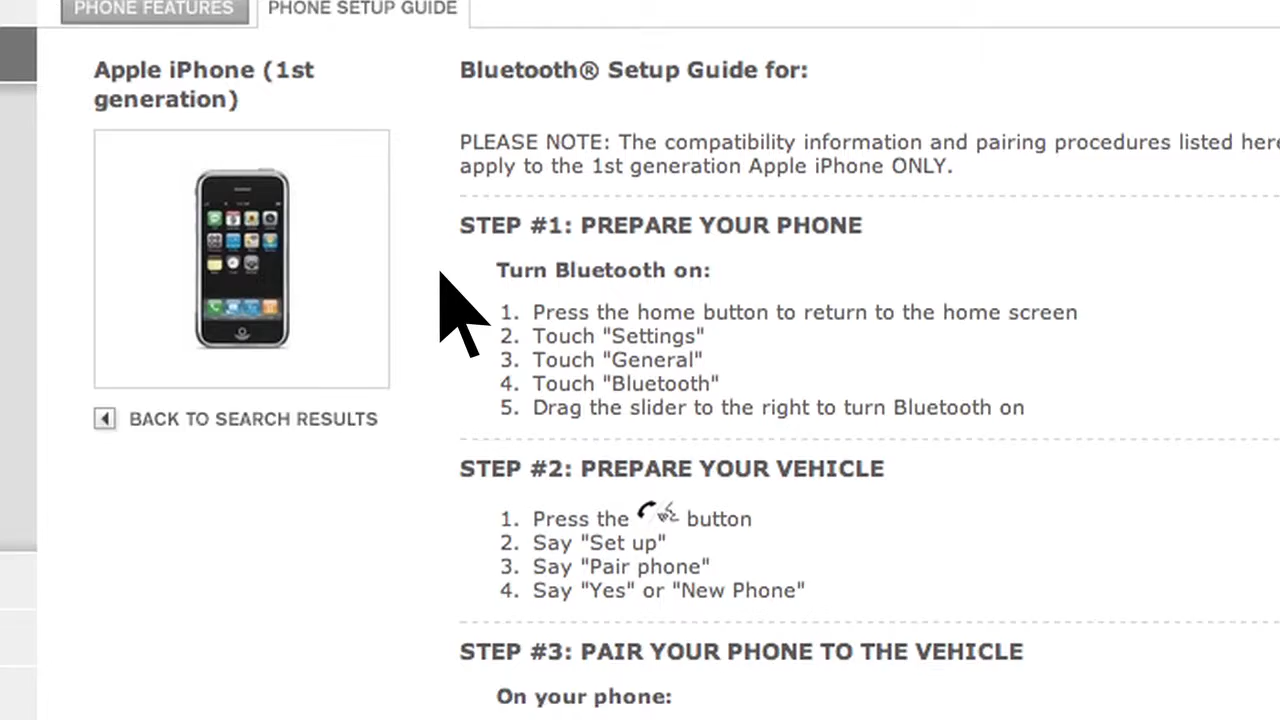 PHONE FEATURES
PHONE SETUP GUIDE
Apple iPhone (1st
generation)
BACK TO SEARCH RESULTS
Bluetooth® Setup Guide for:
PLEASE NOTE: The compatibility information and pairing procedures listed here
apply to the 1st generation Apple iPhone ONLY.
STEP #1: PREPARE YOUR PHONE
Turn Bluetooth on:
1. Press the home button to return to the home screen
2. Touch "Settings"
3. Touch "General"
4. Touch "Bluetooth"
5. Drag the slider to the right to turn Bluetooth on
STEP #2: PREPARE YOUR VEHICLE
1. Press the button
2. Say "Set up"
3. Say "Pair phone"
4. Say "Yes" or "New Phone"
STEP #3: PAIR YOUR PHONE TO THE VEHICLE
On your phone: